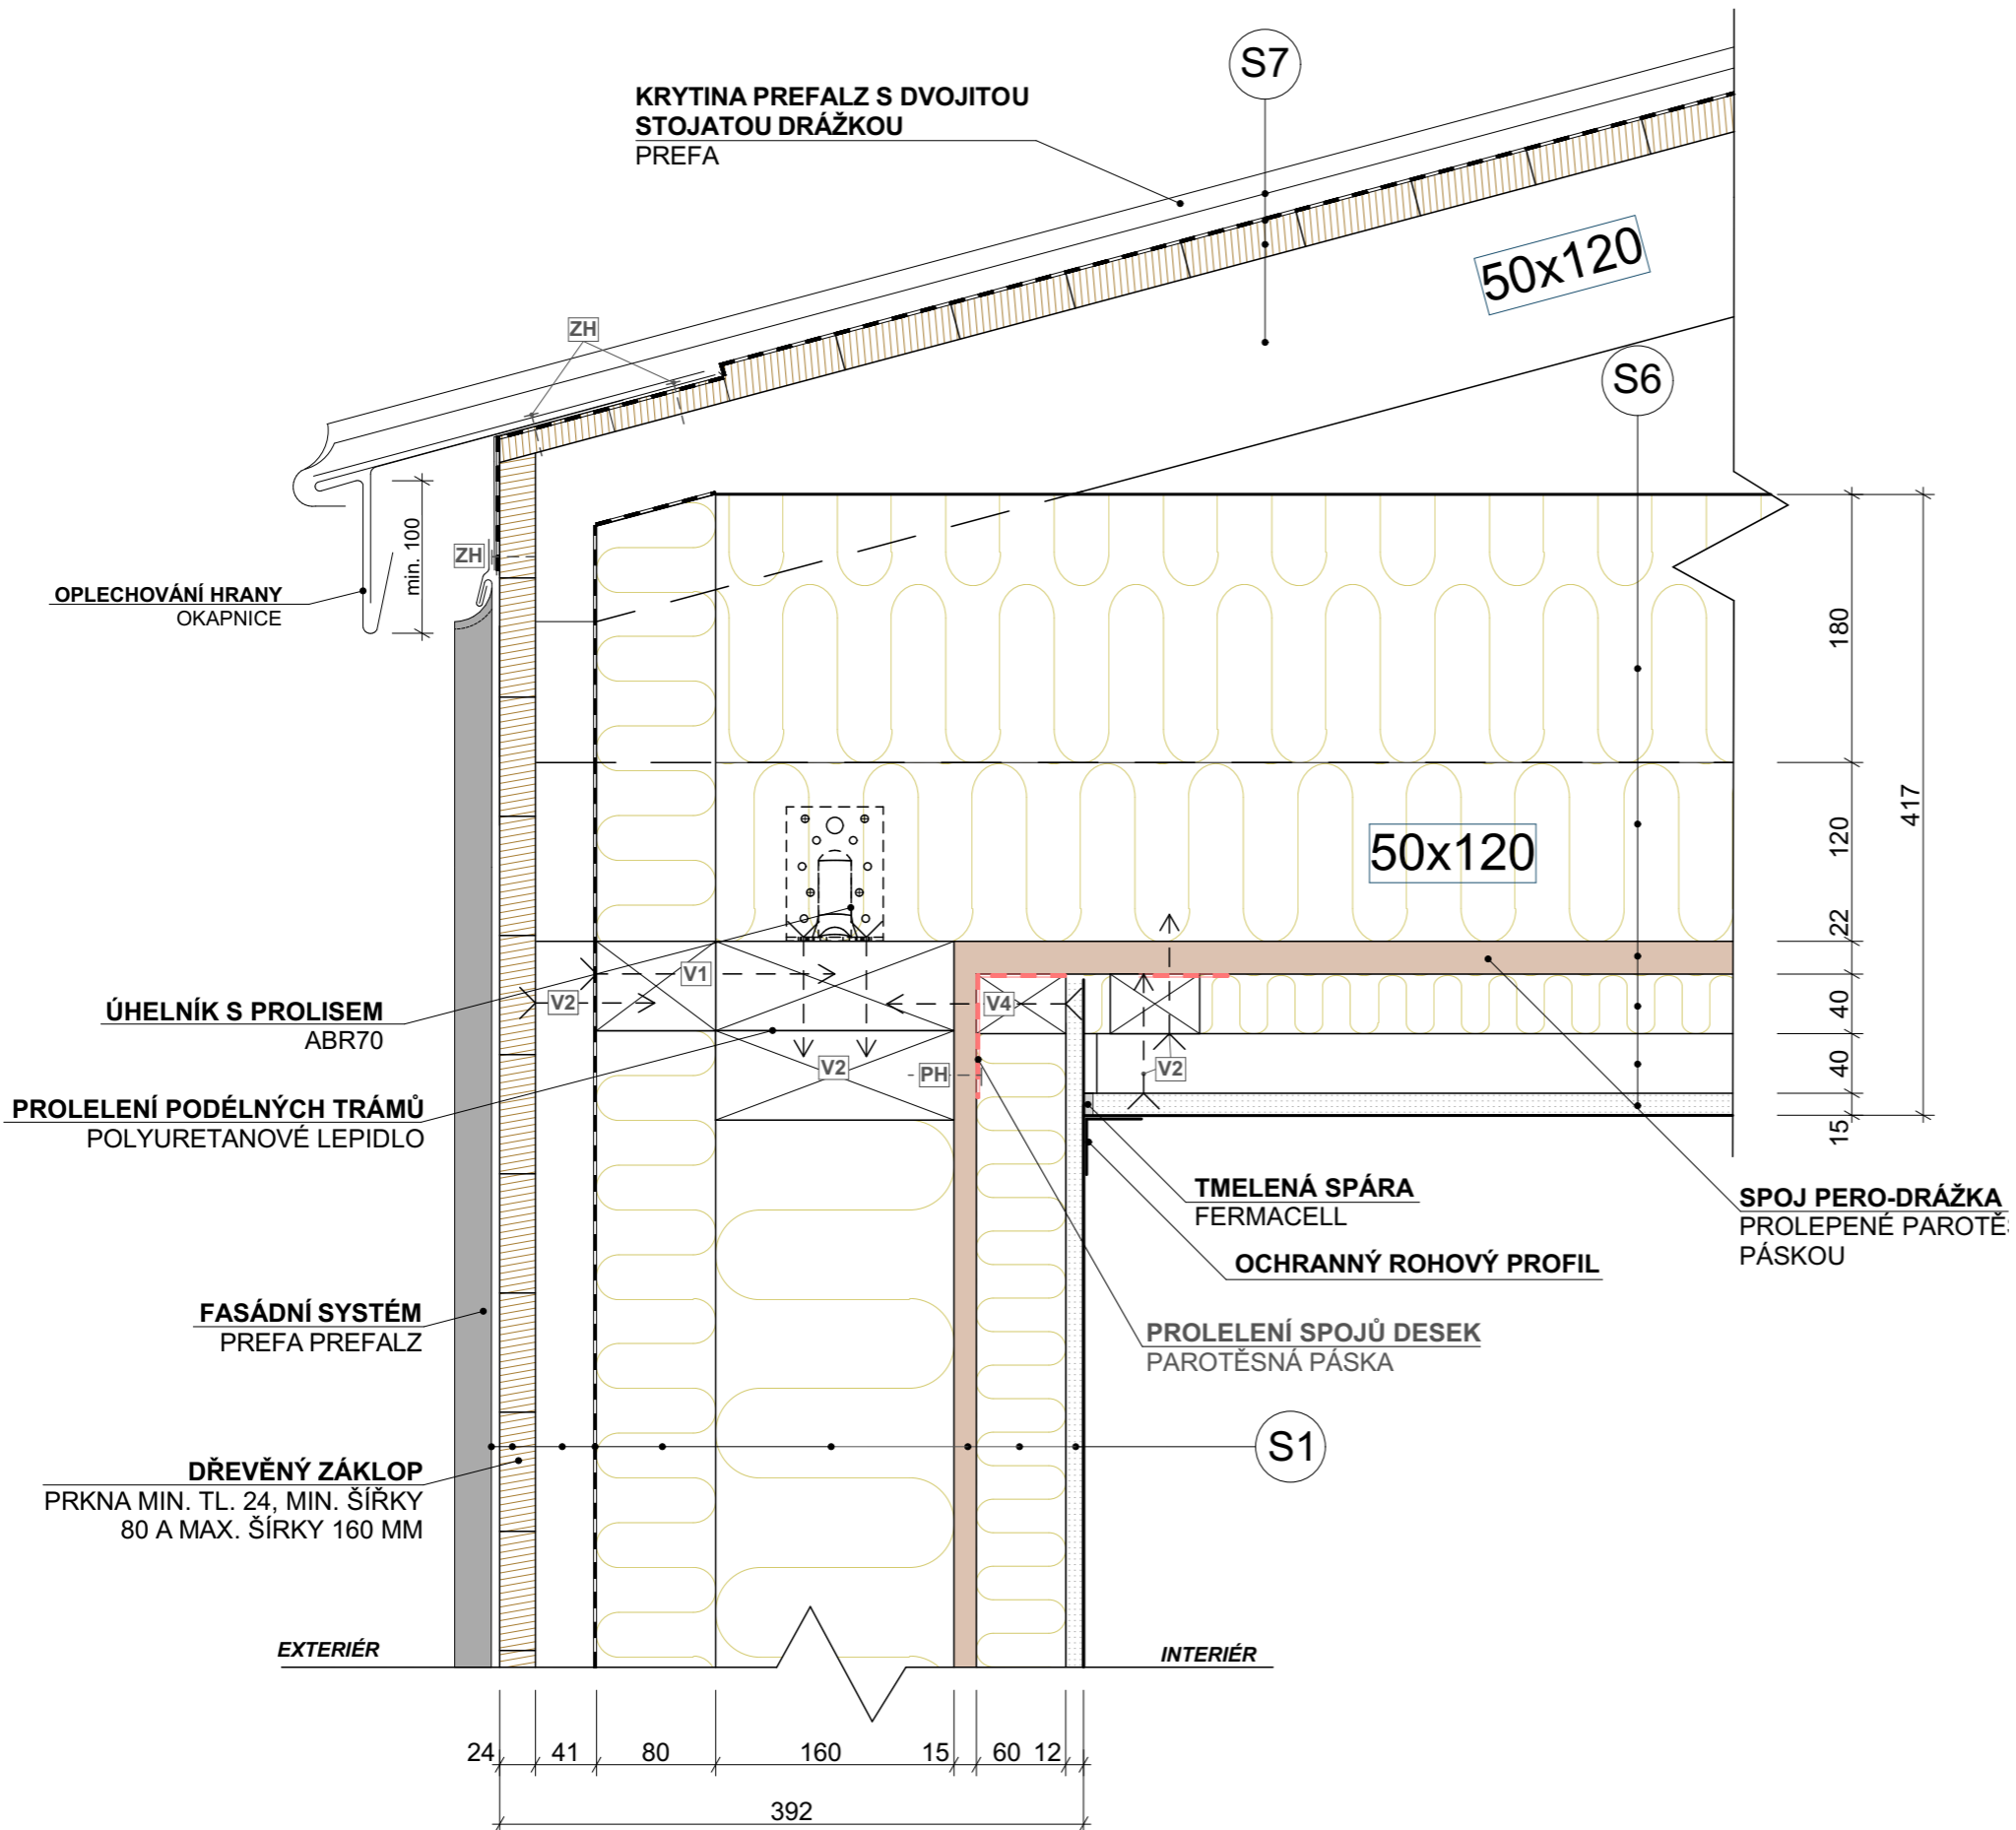 S7
KRYTINA PREFALZ S DVOJITOU
STOJATOU DRÁŽKOU
PREFA
50x120
ZH
S6
min. 100
ZH
OPLECHOVÁNÍ HRANY
OKAPNICE
180
417
120
50x120
22
V1
V2
V4
40
ÚHELNÍK S PROLISEM
ABR70
V2
PH
V2
40
PROLELENÍ PODÉLNÝCH TRÁMŮ
POLYURETANOVÉ LEPIDLO
15
TMELENÁ SPÁRA
FERMACELL
SPOJ PERO-DRÁŽKA
PROLEPENÉ PAROTĚS
PÁSKOU
OCHRANNÝ ROHOVÝ PROFIL
FASÁDNÍ SYSTÉM
PREFA PREFALZ
PROLELENÍ SPOJŮ DESEK
PAROTĚSNÁ PÁSKA
S1
DŘEVĚNÝ ZÁKLOP
PRKNA MIN. TL. 24, MIN. ŠÍŘKY
80 A MAX. ŠÍRKY 160 MM
EXTERIÉR
INTERIÉR
24 41 80 160 15 60 12
392